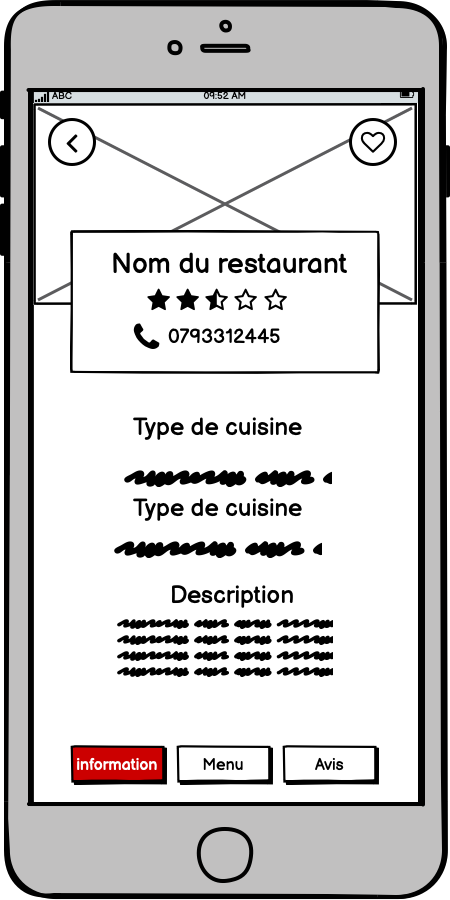 ABC 09:52 AM
Nom du restaurant
0793312445
Type de cuisine
Type de cuisine
Description
information Menu Avis